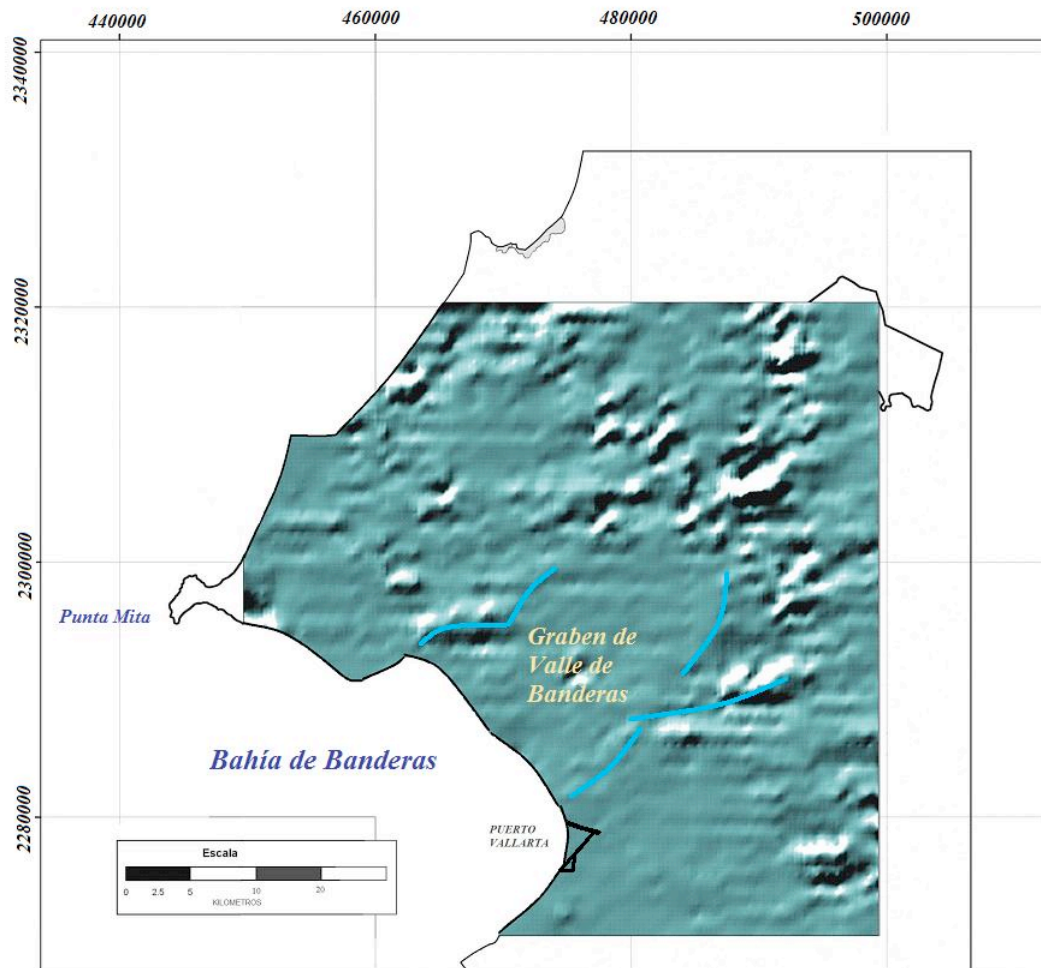 440000
460000
480000
500000
2340000
2320000
2300000
2280000
Punta Mita
Graben de
Valle de
Banderas
Bahía de Banderas
PUERTO
VALLARTA
Escala
0 2.5 5 10 20
KILOMETROS